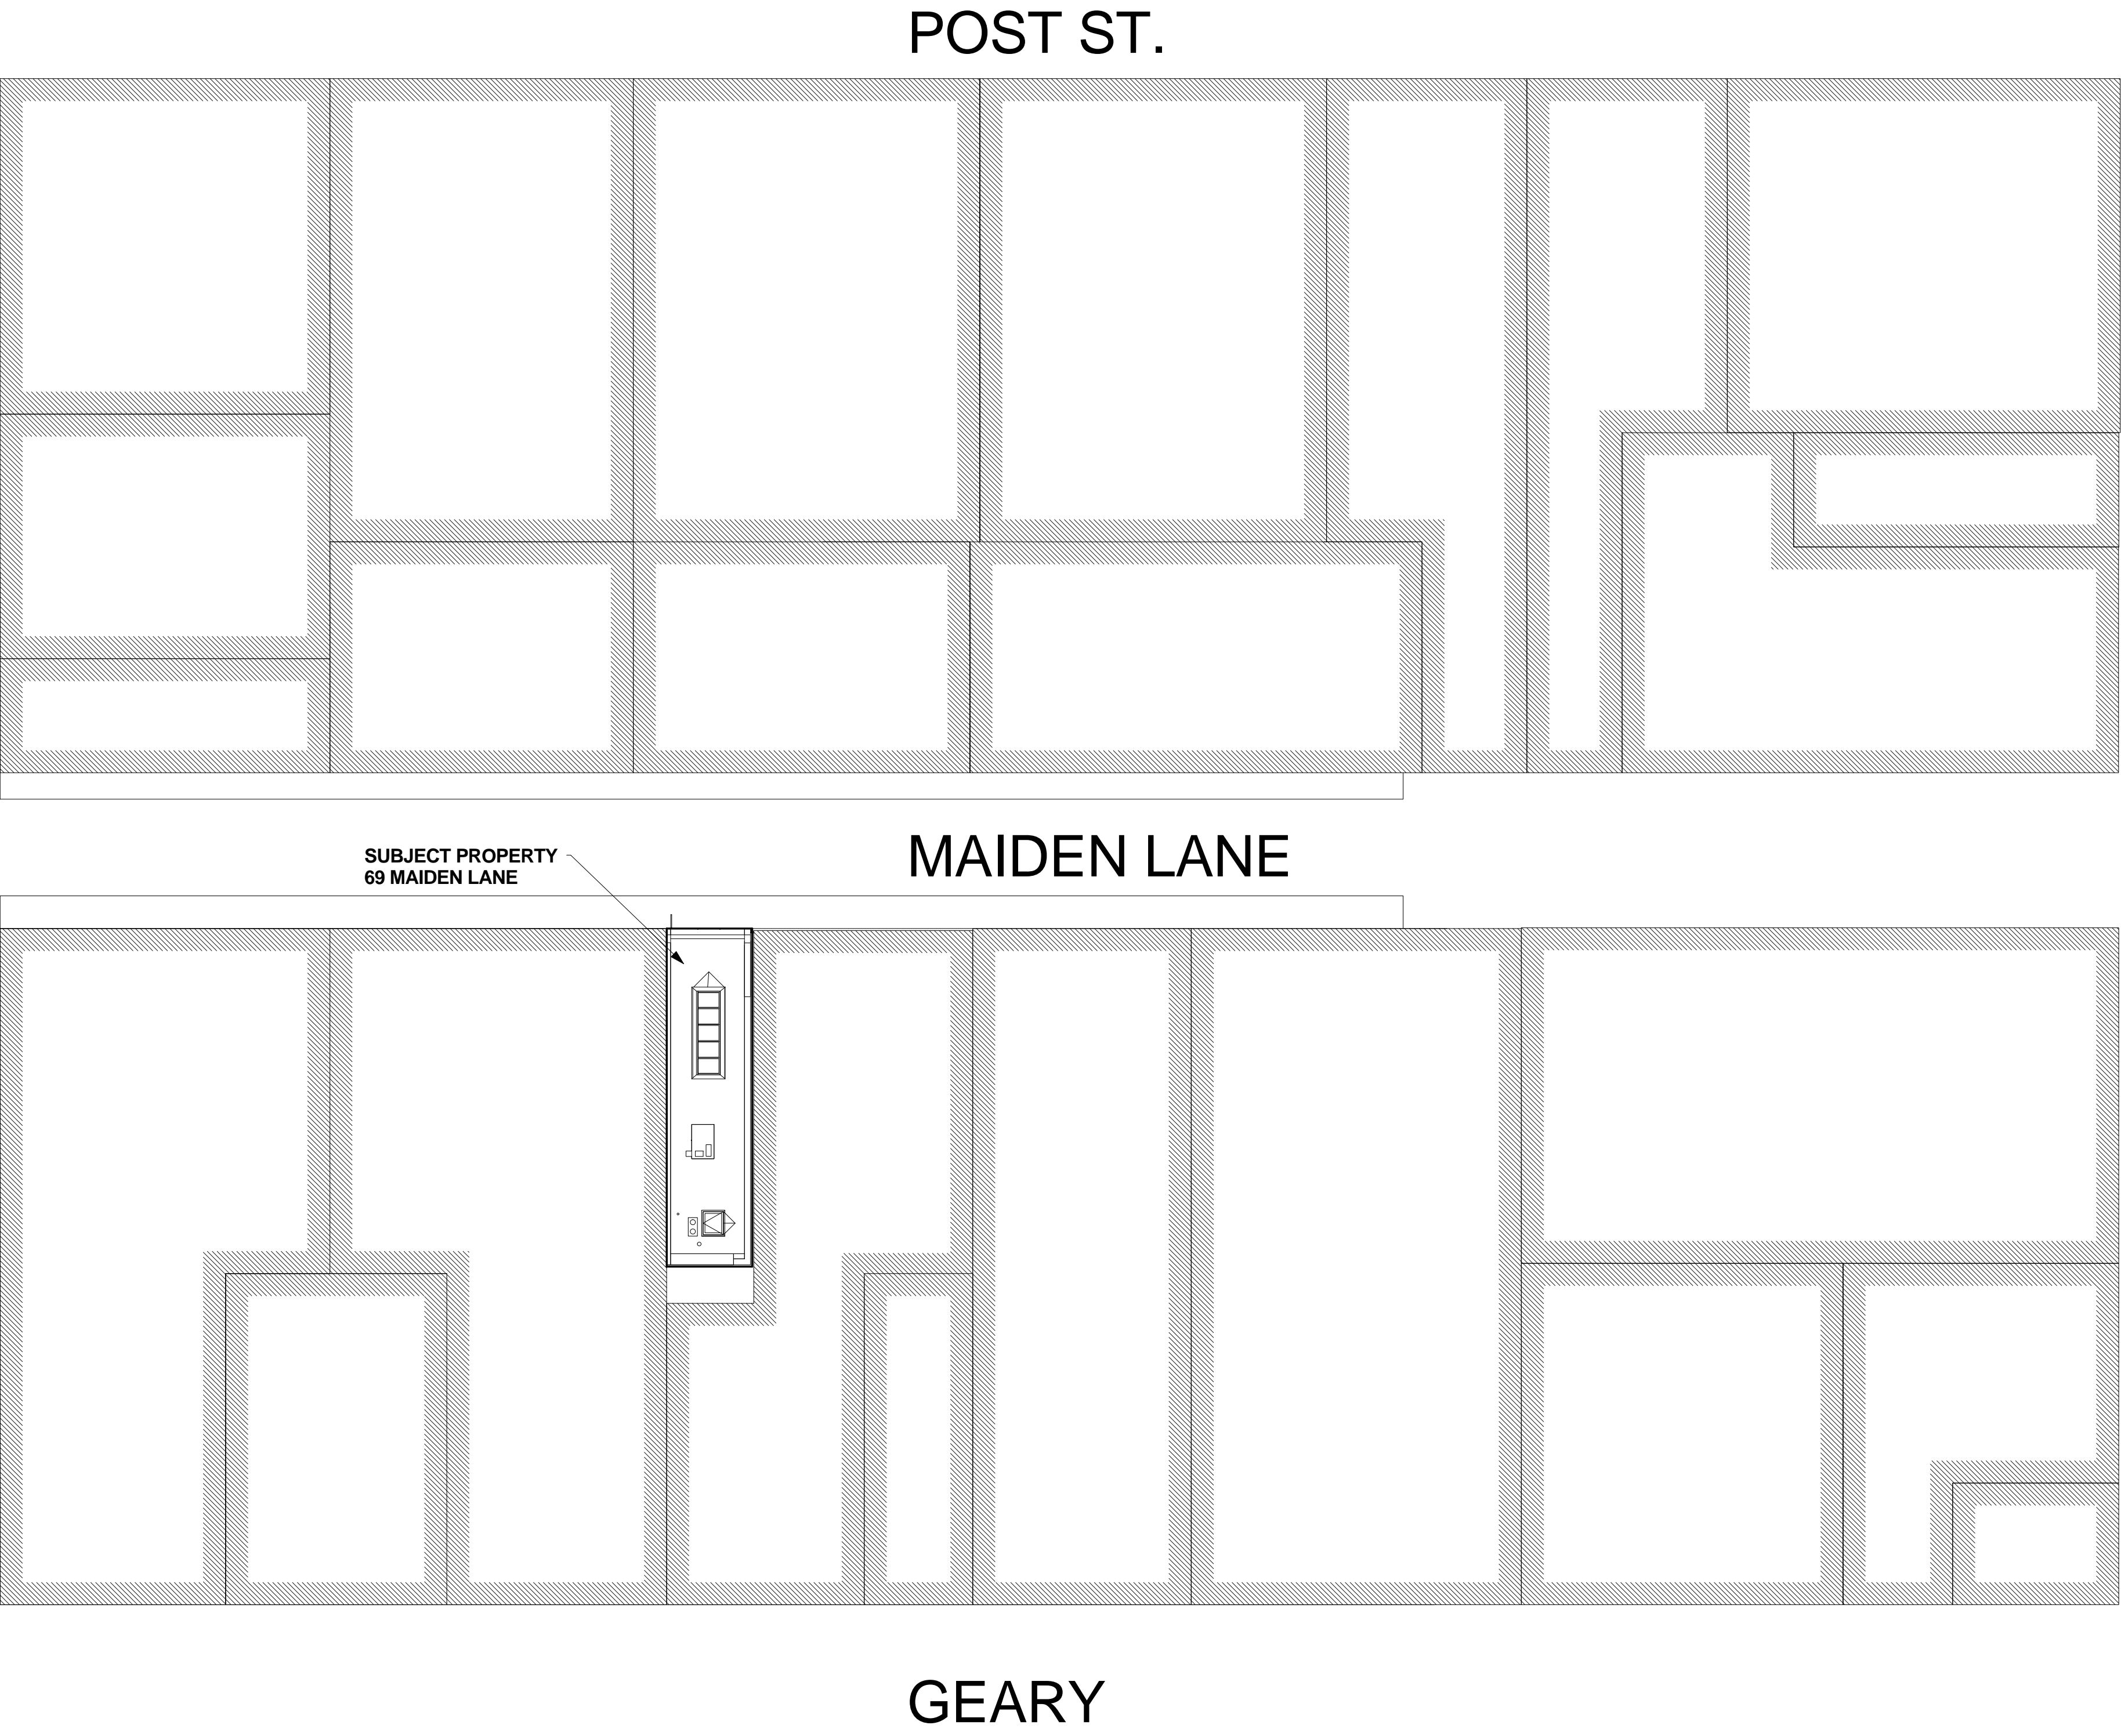 POST ST.
MAIDEN LANE
SUBJECT PROPERTY
69 MAIDEN LANE
GEARY